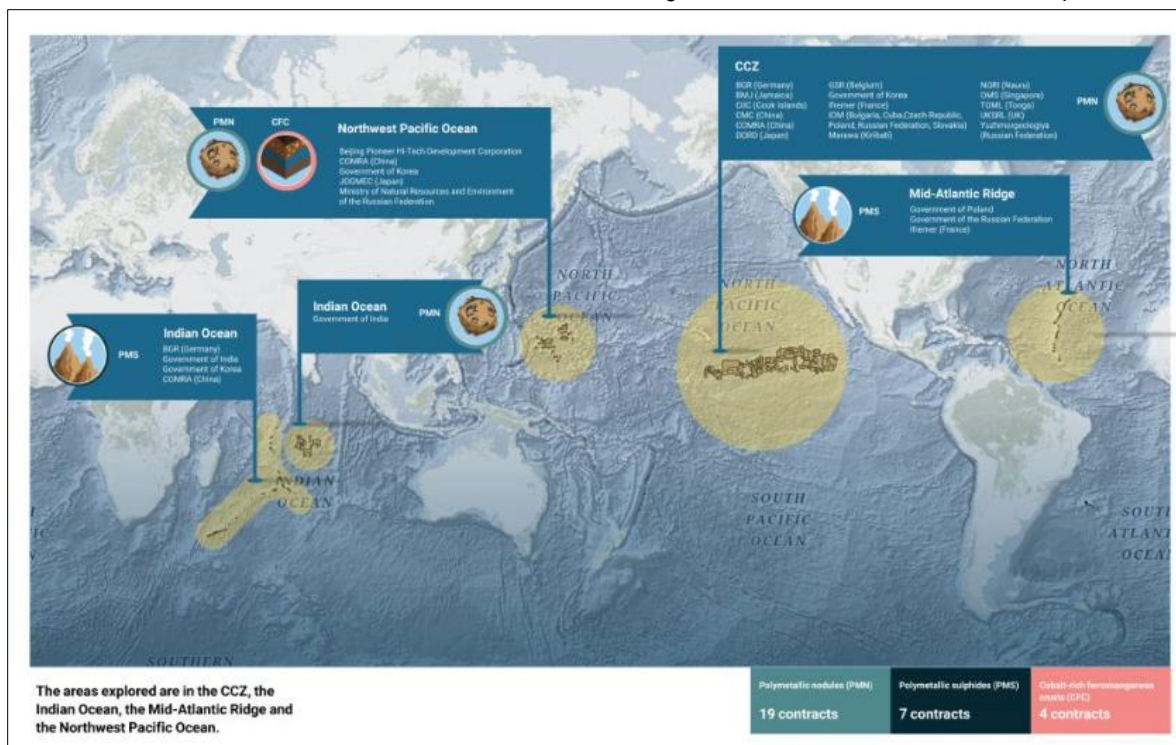 CCZ
BGR (Germany)
BMJ (Jamaica)
CIIC (Cook Islands)
CMC (China)
COMRA (China)
DORD (Japan)
GSR (Belgium)
Government of Korea
Ifremer (France)
IOM (Bulgaria, Cuba,Czech Republic,
Poland, Russian Federation, Slovakia)
Marawa (Kiribati)
NORI (Nauru)
OMS (Singapore)
TOML (Tonga)
UKSRL (UK)
Yuzhmorgeologiya
(Russian Federation)
PMN
PMN
CFC
Northwest Pacific Ocean
Beijing Pioneer Hi-Tech Development Corporation
COMRA (China)
Government of Korea
JOGMEC (Japan)
Ministry of Natural Resources and Environment
of the Russian Federation
PMS
Mid-Atlantic Ridge
Government of Poland
Government of the Russian Federation
Ifremer (France)
NORTH
PACIFIC
OCEAN
NORTH
PACIFIC
OCEAN
NORTH
ATLANTIC
OCEAN
Indian Ocean
Government of India
PMN
PMS
Indian Ocean
BGR (Germany)
Government of India
Government of Korea
COMRA (China)
INDIAN
OCEAN
SOUTH
PACIFIC
OCEAN
SOUTH
ATLANTI
OCEA
SOUTHERN
The areas explored are in the CCZ, the
Indian Ocean, the Mid-Atlantic Ridge and
the Northwest Pacific Ocean.
Polymetallic nodules (PMN)
19 contracts
Polymetallic sulphides (PMS)
7 contracts
Cobalt-rich ferromanganese
crusts (CFC)
4 contracts